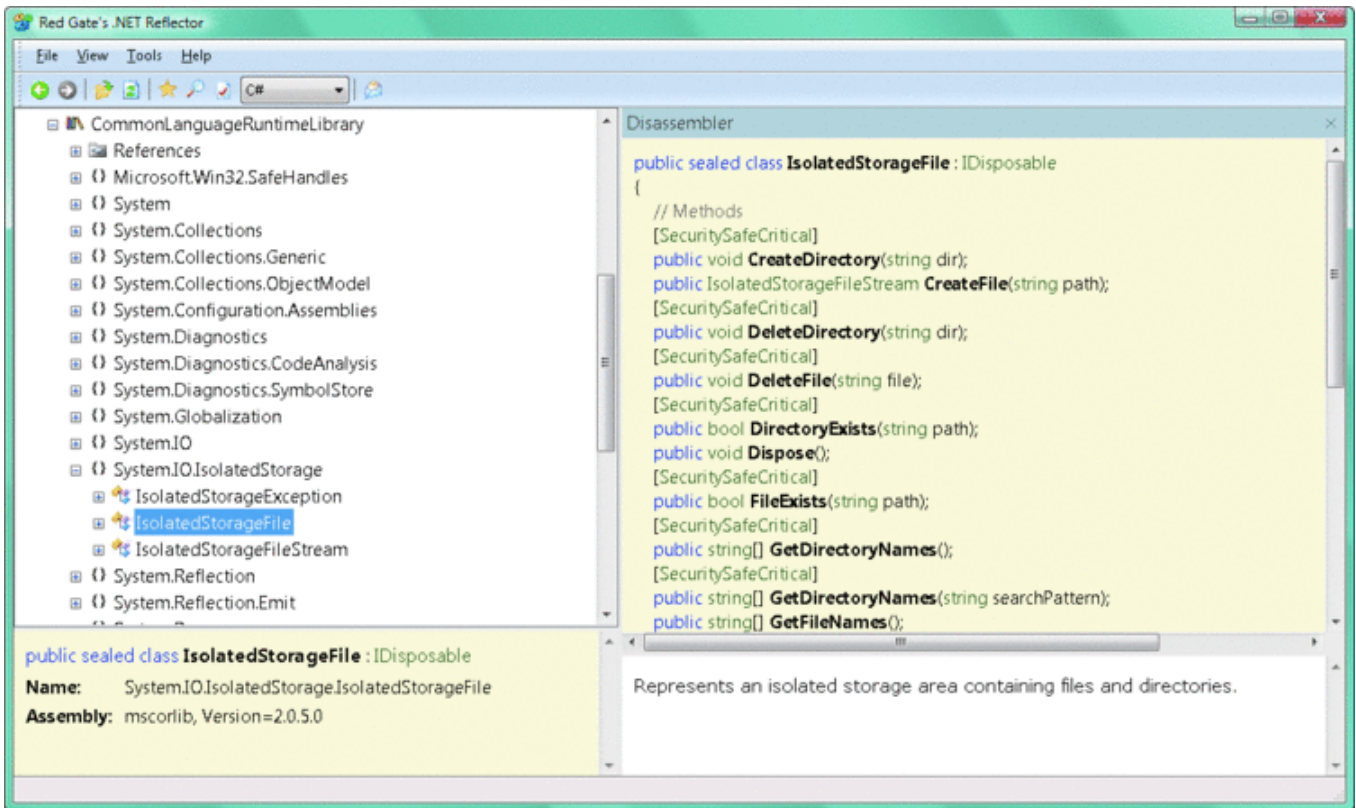 Red Gate's .NET Reflector
File View Tools Help
C#
CommonLanguageRuntimeLibrary
References
{} Microsoft.Win32.SafeHandles
{} System
{} System.Collections
{} System.Collections.Generic
{} System.Collections.ObjectModel
{} System.Configuration.Assemblies
{} System.Diagnostics
{} System.Diagnostics.CodeAnalysis
{} System.Diagnostics.SymbolStore
{} System.Globalization
{} System.IO
{} System.IO.IsolatedStorage
IsolatedStorageException
IsolatedStorageFile
IsolatedStorageFileStream
{} System.Reflection
{} System.Reflection.Emit
public sealed class IsolatedStorageFile : IDisposable
Name: System.IO.IsolatedStorage.IsolatedStorageFile
Assembly: mscorlib, Version=2.0.5.0
Disassembler
public sealed class IsolatedStorageFile : IDisposable
{
// Methods
[SecuritySafeCritical]
public void CreateDirectory(string dir);
public IsolatedStorageFileStream CreateFile(string path);
[SecuritySafeCritical]
public void DeleteDirectory(string dir);
[SecuritySafeCritical]
public void DeleteFile(string file);
[SecuritySafeCritical]
public bool DirectoryExists(string path);
public void Dispose();
[SecuritySafeCritical]
public bool FileExists(string path);
[SecuritySafeCritical]
public string[] GetDirectoryNames();
[SecuritySafeCritical]
public string[] GetDirectoryNames(string searchPattern);
public string[] GetFileNames();
Represents an isolated storage area containing files and directories.